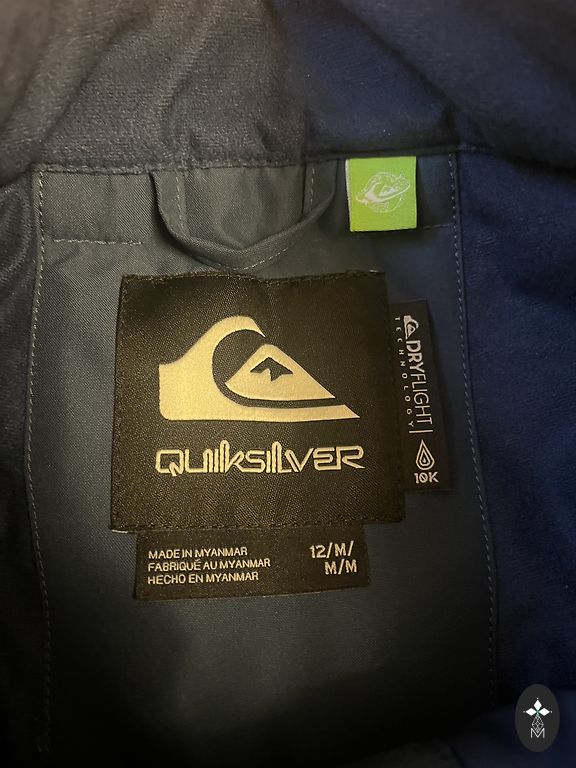 QUIKSILVER
DRYFLIGHT
TECHNOLOGY
10K
MADE IN MYANMAR
FABRIQUÉ AU MYANMAR
HECHO EN MYANMAR
12/M/
M/M
M